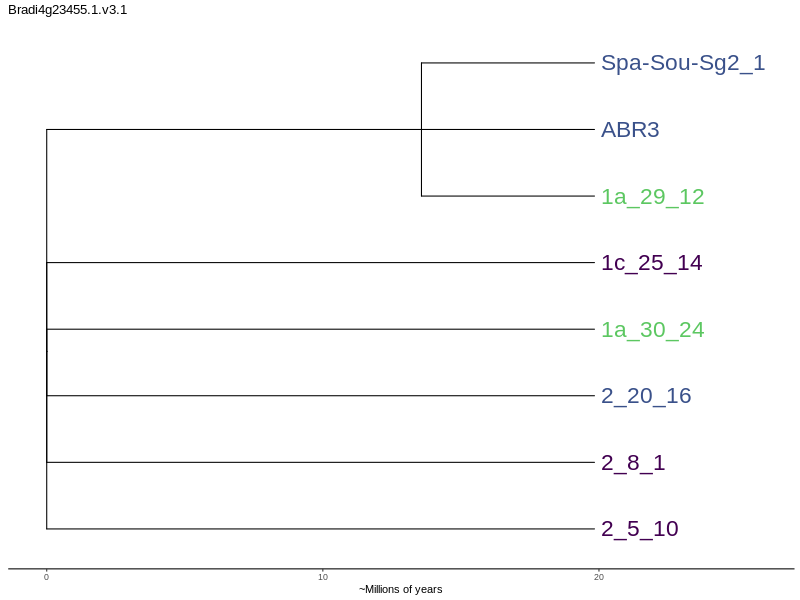 Bradi4g23455.1.v3.1
Spa-Sou-Sg2_1
ABR3
1a_29_12
1c_25_14
1a_30_24
2_20_16
2_8_1
2_5_10
0 10 20
~Millions of years